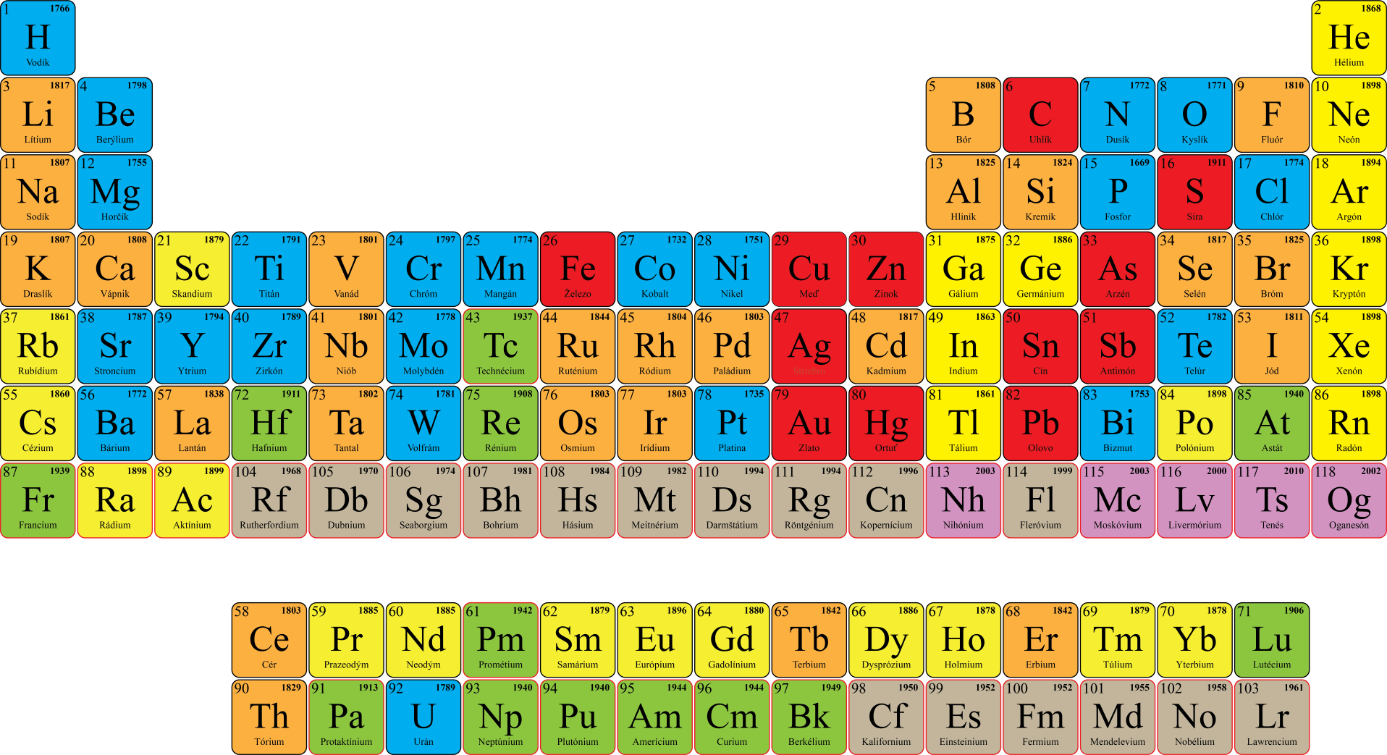 1 1766 2 1868
H He
Vodík Hélium
3 1817 4 1798 5 1808 6 7 1772 8 1771 9 1810 10 1898
Li Be B C N O F Ne
Lítium Berýlium Bór Uhlík Dusík Kyslík Fluór Neón
11 1807 12 1755 13 1825 14 1824 15 1669 16 1911 17 1774 18 1894
Na Mg Al Si P S Cl Ar
Sodík Horčík Hliník Kremík Fosfor Síra Chlór Argón
19 1807 20 1808 21 1879 22 1791 23 1801 24 1797 25 1774 26 27 1732 28 1751 29 30 31 1875 32 1886 33 34 1817 35 1825 36 1898
K Ca Sc Ti V Cr Mn Fe Co Ni Cu Zn Ga Ge As Se Br Kr
Draslík Vápnik Skandium Titán Vanád Chróm Mangán Železo Kobalt Nikel Meď Zinok Gálium Germánium Arzén Selén Bróm Kryptón
37 1861 38 1787 39 1794 40 1789 41 1801 42 1778 43 1937 44 1844 45 1804 46 1803 47 48 1817 49 1863 50 51 52 1782 53 1811 54 1898
Rb Sr Y Zr Nb Mo Tc Ru Rh Pd Ag Cd In Sn Sb Te I Xe
Rubídium Stroncium Ytrium Zirkón Niób Molybdén Technécium Ruténium Ródium Paládium Kadmium Indium Cín Antimón Telúr Jód Xenón
55 1860 56 1772 57 1838 72 1911 73 1802 74 1781 75 1908 76 1803 77 1803 78 1735 79 80 81 1861 82 83 1753 84 1898 85 1940 86 1898
Cs Ba La Hf Ta W Re Os Ir Pt Au Hg Tl Pb Bi Po At Rn
Cézium Bárium Lantán Hafnium Tantal Volfrám Rénium Osmium Irídium Platina Zlato Ortuť Tálium Olovo Bizmut Polónium Astát Radón
87 1939 88 1898 89 1899 104 1968 105 1970 106 1974 107 1981 108 1984 109 1982 110 1994 111 1994 112 1996 113 2003 114 1999 115 2003 116 2000 117 2010 118 2002
Fr Ra Ac Rf Db Sg Bh Hs Mt Ds Rg Cn Nh Fl Mc Lv Ts Og
Francium Rádium Aktínium Rutherfordium Dubnium Seaborgium Bohrium Hásium Meitnérium Darmštátium Röntgénium Kopernícium Nihónium Fleróvium Moskóvium Livermórium Tenés Oganesón
58 1803 59 1885 60 1885 61 1942 62 1879 63 1896 64 1880 65 1842 66 1886 67 1878 68 1842 69 1879 70 1878 71 1906
Ce Pr Nd Pm Sm Eu Gd Tb Dy Ho Er Tm Yb Lu
Cér Prazeodým Neodým Prométium Samárium Európium Gadolínium Terbium Dysprózium Holmium Erbium Túlium Yterbium Lutécium
90 1829 91 1913 92 1789 93 1940 94 1940 95 1944 96 1944 97 1949 98 1950 99 1952 100 1952 101 1955 102 1958 103 1961
Th Pa U Np Pu Am Cm Bk Cf Es Fm Md No Lr
Tórium Protaktínium Urán Neptúnium Plutónium Americium Curium Berkélium Kalifornium Einsteinium Fermium Mendelevium Nobélium Lawrencium